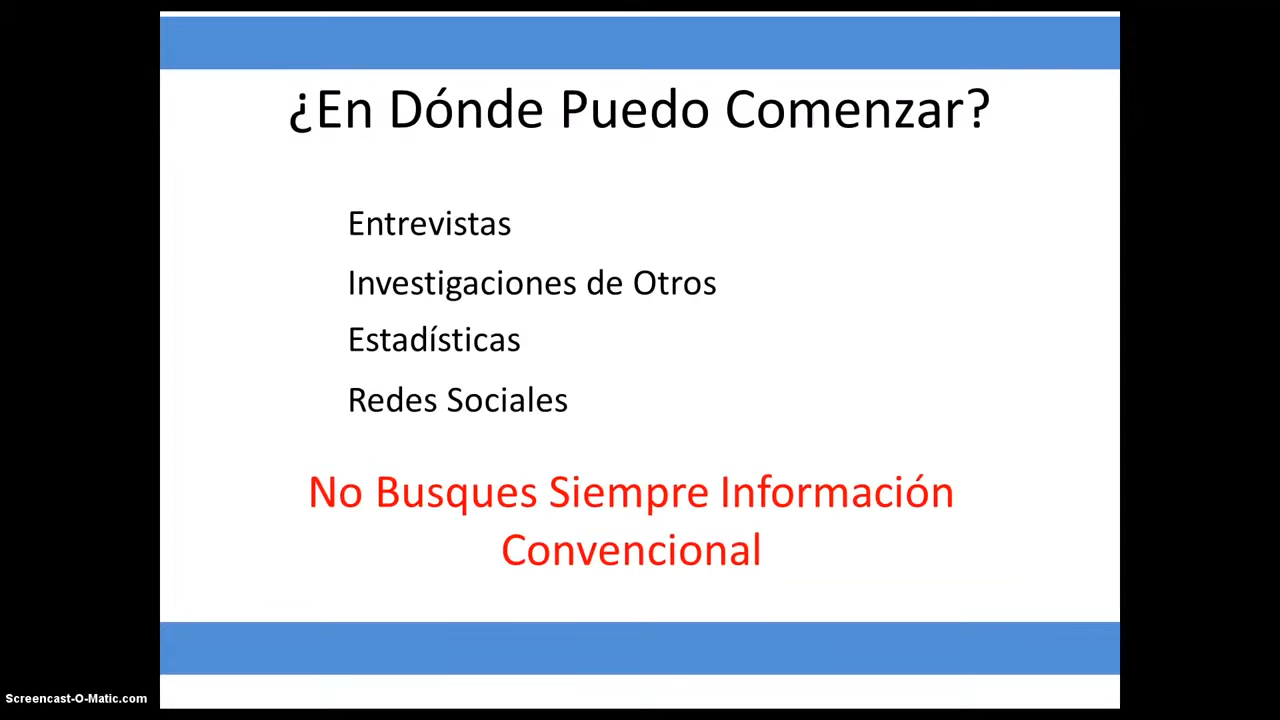 ¿En Dónde Puedo Comenzar?
Entrevistas
Investigaciones de Otros
Estadísticas
Redes Sociales
No Busques Siempre Información
Convencional
Screencast-O-Matic.com